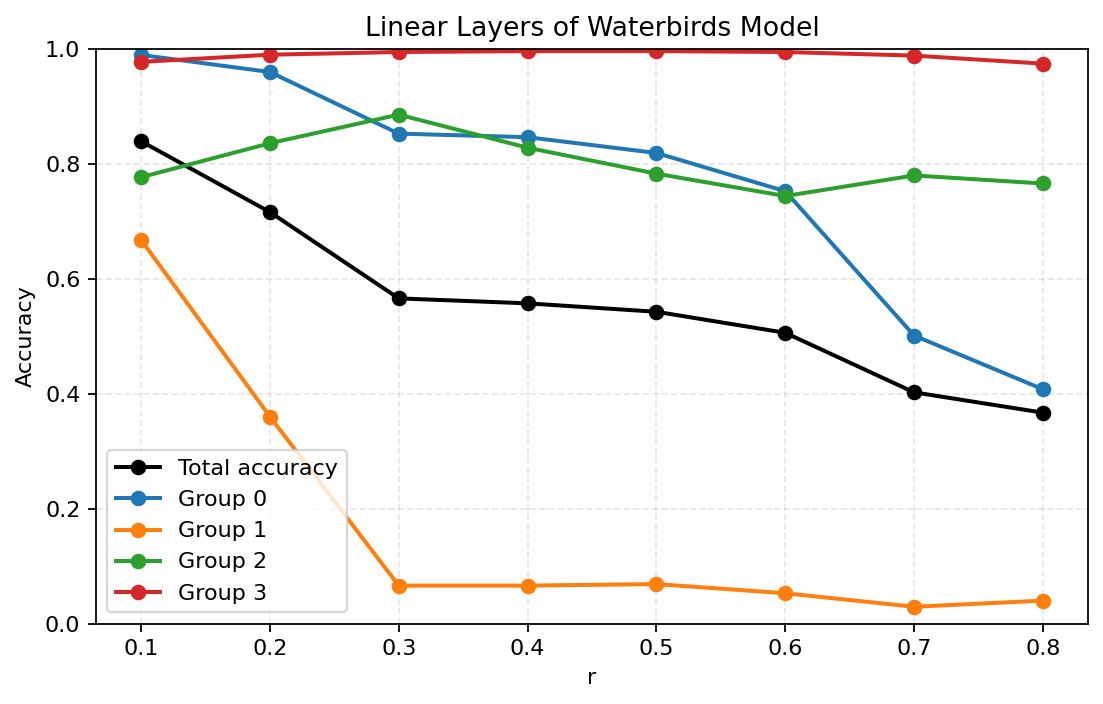 Linear Layers of Waterbirds Model
1.0
0.8
0.6
0.4
0.2
0.0
Accuracy
Total accuracy
Group 0
Group 1
Group 2
Group 3
0.1 0.2 0.3 0.4 0.5 0.6 0.7 0.8
r